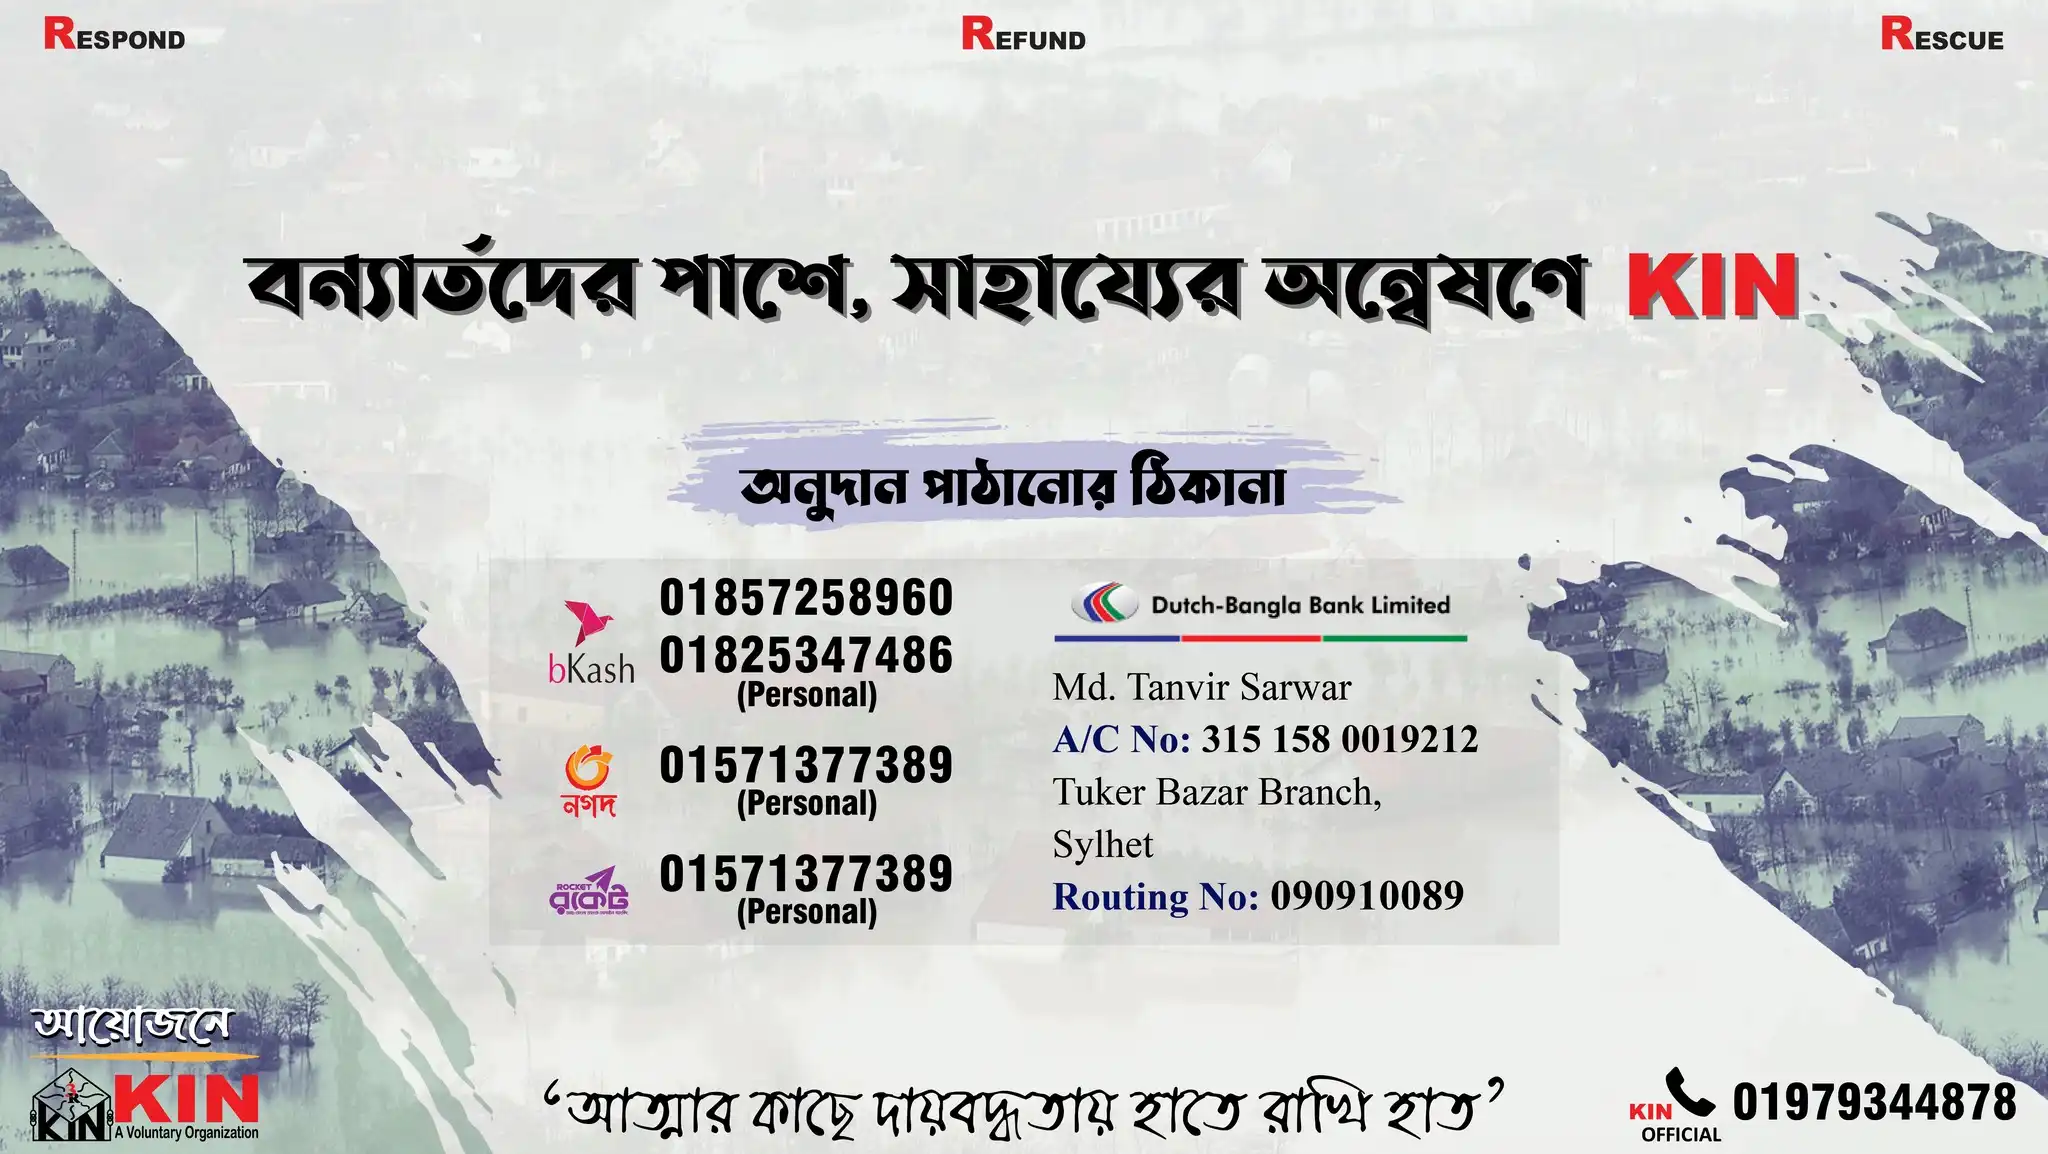 RESPOND
REFUND
RESCUE
বন্যার্তদের পাশে, সাহায্যের অন্বেষণে KIN
অনুদান পাঠানোর ঠিকানা
bKash
01857258960
01825347486
(Personal)
নগদ
01571377389
(Personal)
ROCKET
রকেট
01571377389
(Personal)
Dutch-Bangla Bank Limited
Md. Tanvir Sarwar
A/C No: 315 158 0019212
Tuker Bazar Branch,
Sylhet
Routing No: 090910089
আয়োজনে
3R
KIN
KIN
A Voluntary Organization
‘আত্মার কাছে দায়বদ্ধতায় হাতে রাখি হাত’
KIN
OFFICIAL
01979344878